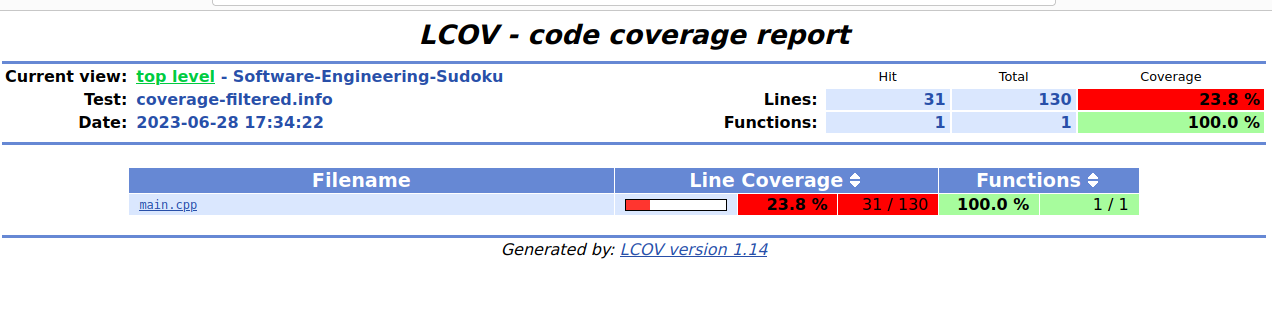 LCOV - code coverage report
Current view: top level - Software-Engineering-Sudoku Hit Total Coverage
Test: coverage-filtered.info Lines: 31 130 23.8 %
Date: 2023-06-28 17:34:22 Functions: 1 1 100.0 %
Filename Line Coverage Functions
main.cpp 23.8 % 31 / 130 100.0 % 1 / 1
Generated by: LCOV version 1.14